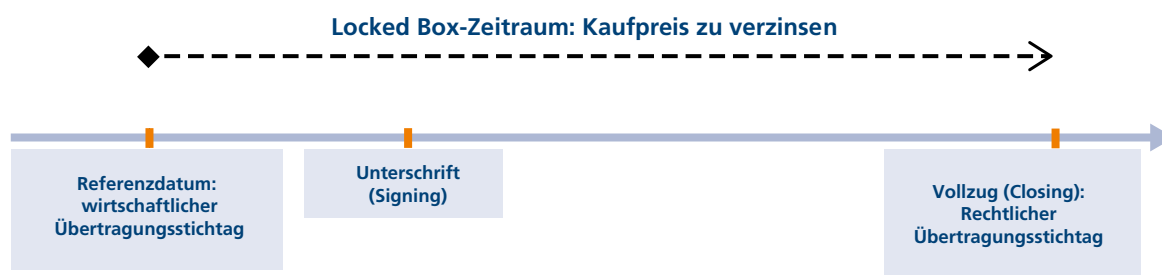 Locked Box-Zeitraum: Kaufpreis zu verzinsen
Referenzdatum:
wirtschaftlicher
Übertragungsstichtag
Unterschrift
(Signing)
Vollzug (Closing):
Rechtlicher
Übertragungsstichtag